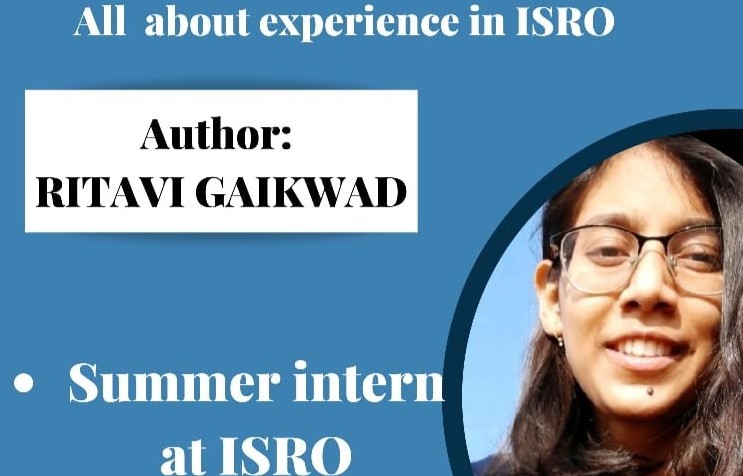 All about experience in ISRO
Author:
RITAVI GAIKWAD
• Summer intern
at ISRO